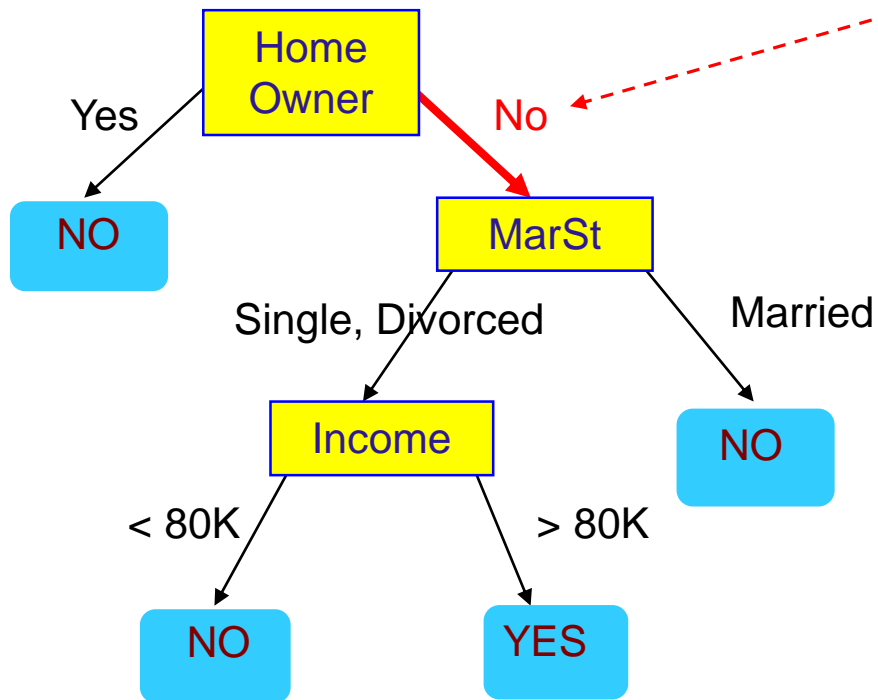 Home
Owner
Yes
No
NO
MarSt
Single, Divorced
Married
Income
NO
< 80K
> 80K
NO
YES